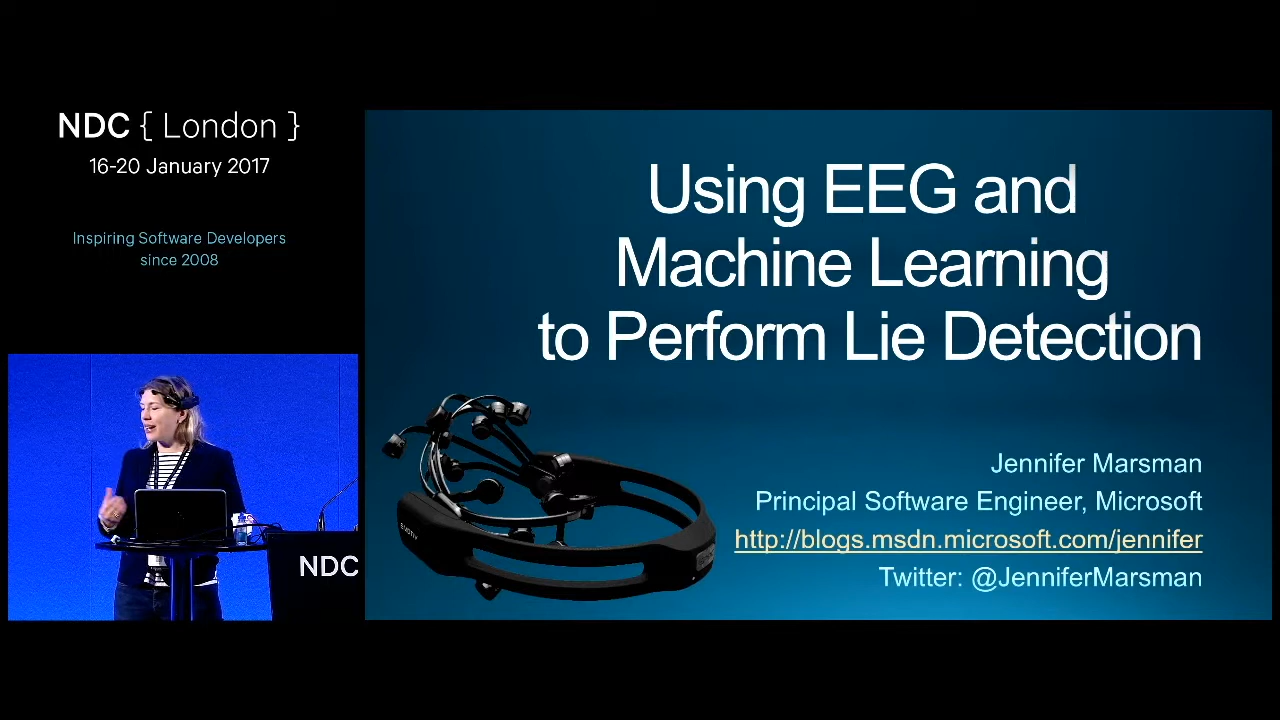 NDC { London }
16-20 January 2017
Inspiring Software Developers
since 2008
Using EEG and
Machine Learning
to Perform Lie Detection
Jennifer Marsman
Principal Software Engineer, Microsoft
http://blogs.msdn.microsoft.com/jennifer
Twitter: @JenniferMarsman
EMOTIV
NDC